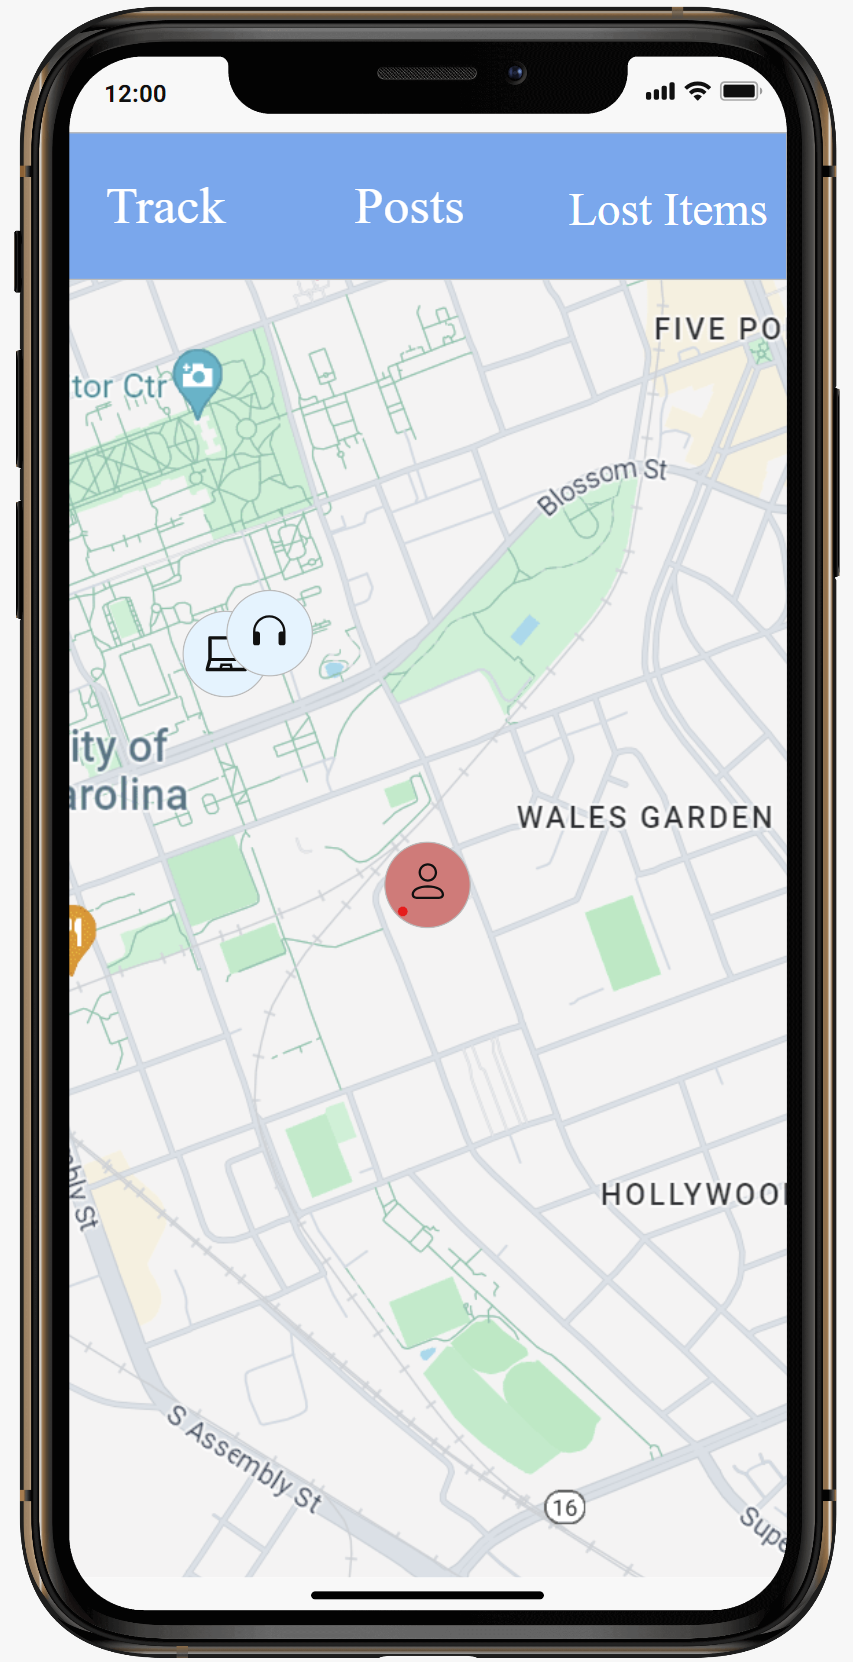 12:00
Track Posts Lost Items
FIVE PO
tor Ctr
Blossom St
ity of
arolina
WALES GARDEN
HOLLYWOO
bly St
S Assembly St
16
Supe